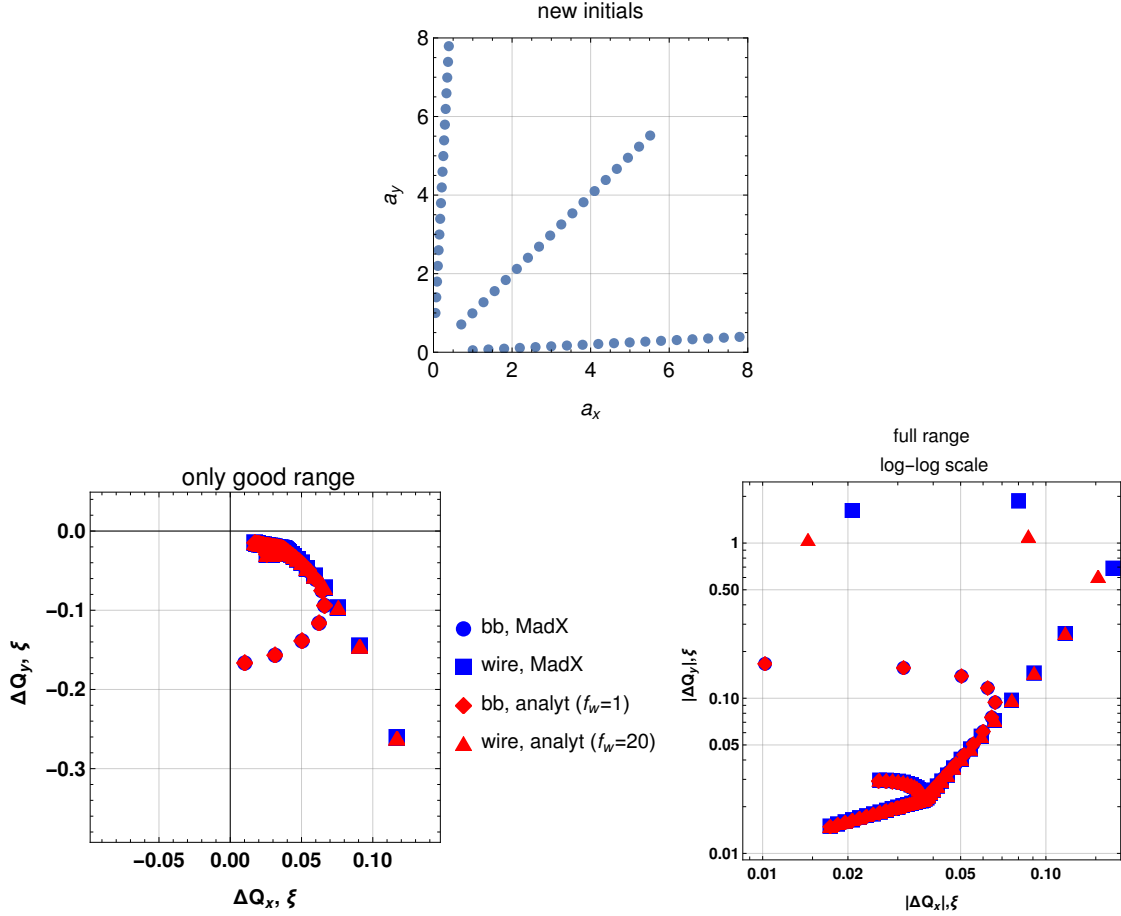 new initials
8
6
4
2
0
a_y
0
2
4
6
8
a_x
only good range
0.0
−0.1
−0.2
−0.3
ΔQ_y, ξ
−0.05
0.00
0.05
0.10
ΔQ_x, ξ
bb, MadX
wire, MadX
bb, analyt (f_w=1)
wire, analyt (f_w=20)
full range
log−log scale
1
0.50
0.10
0.05
0.01
|ΔQ_y|,ξ
0.01
0.02
0.05
0.10
|ΔQ_x|,ξ